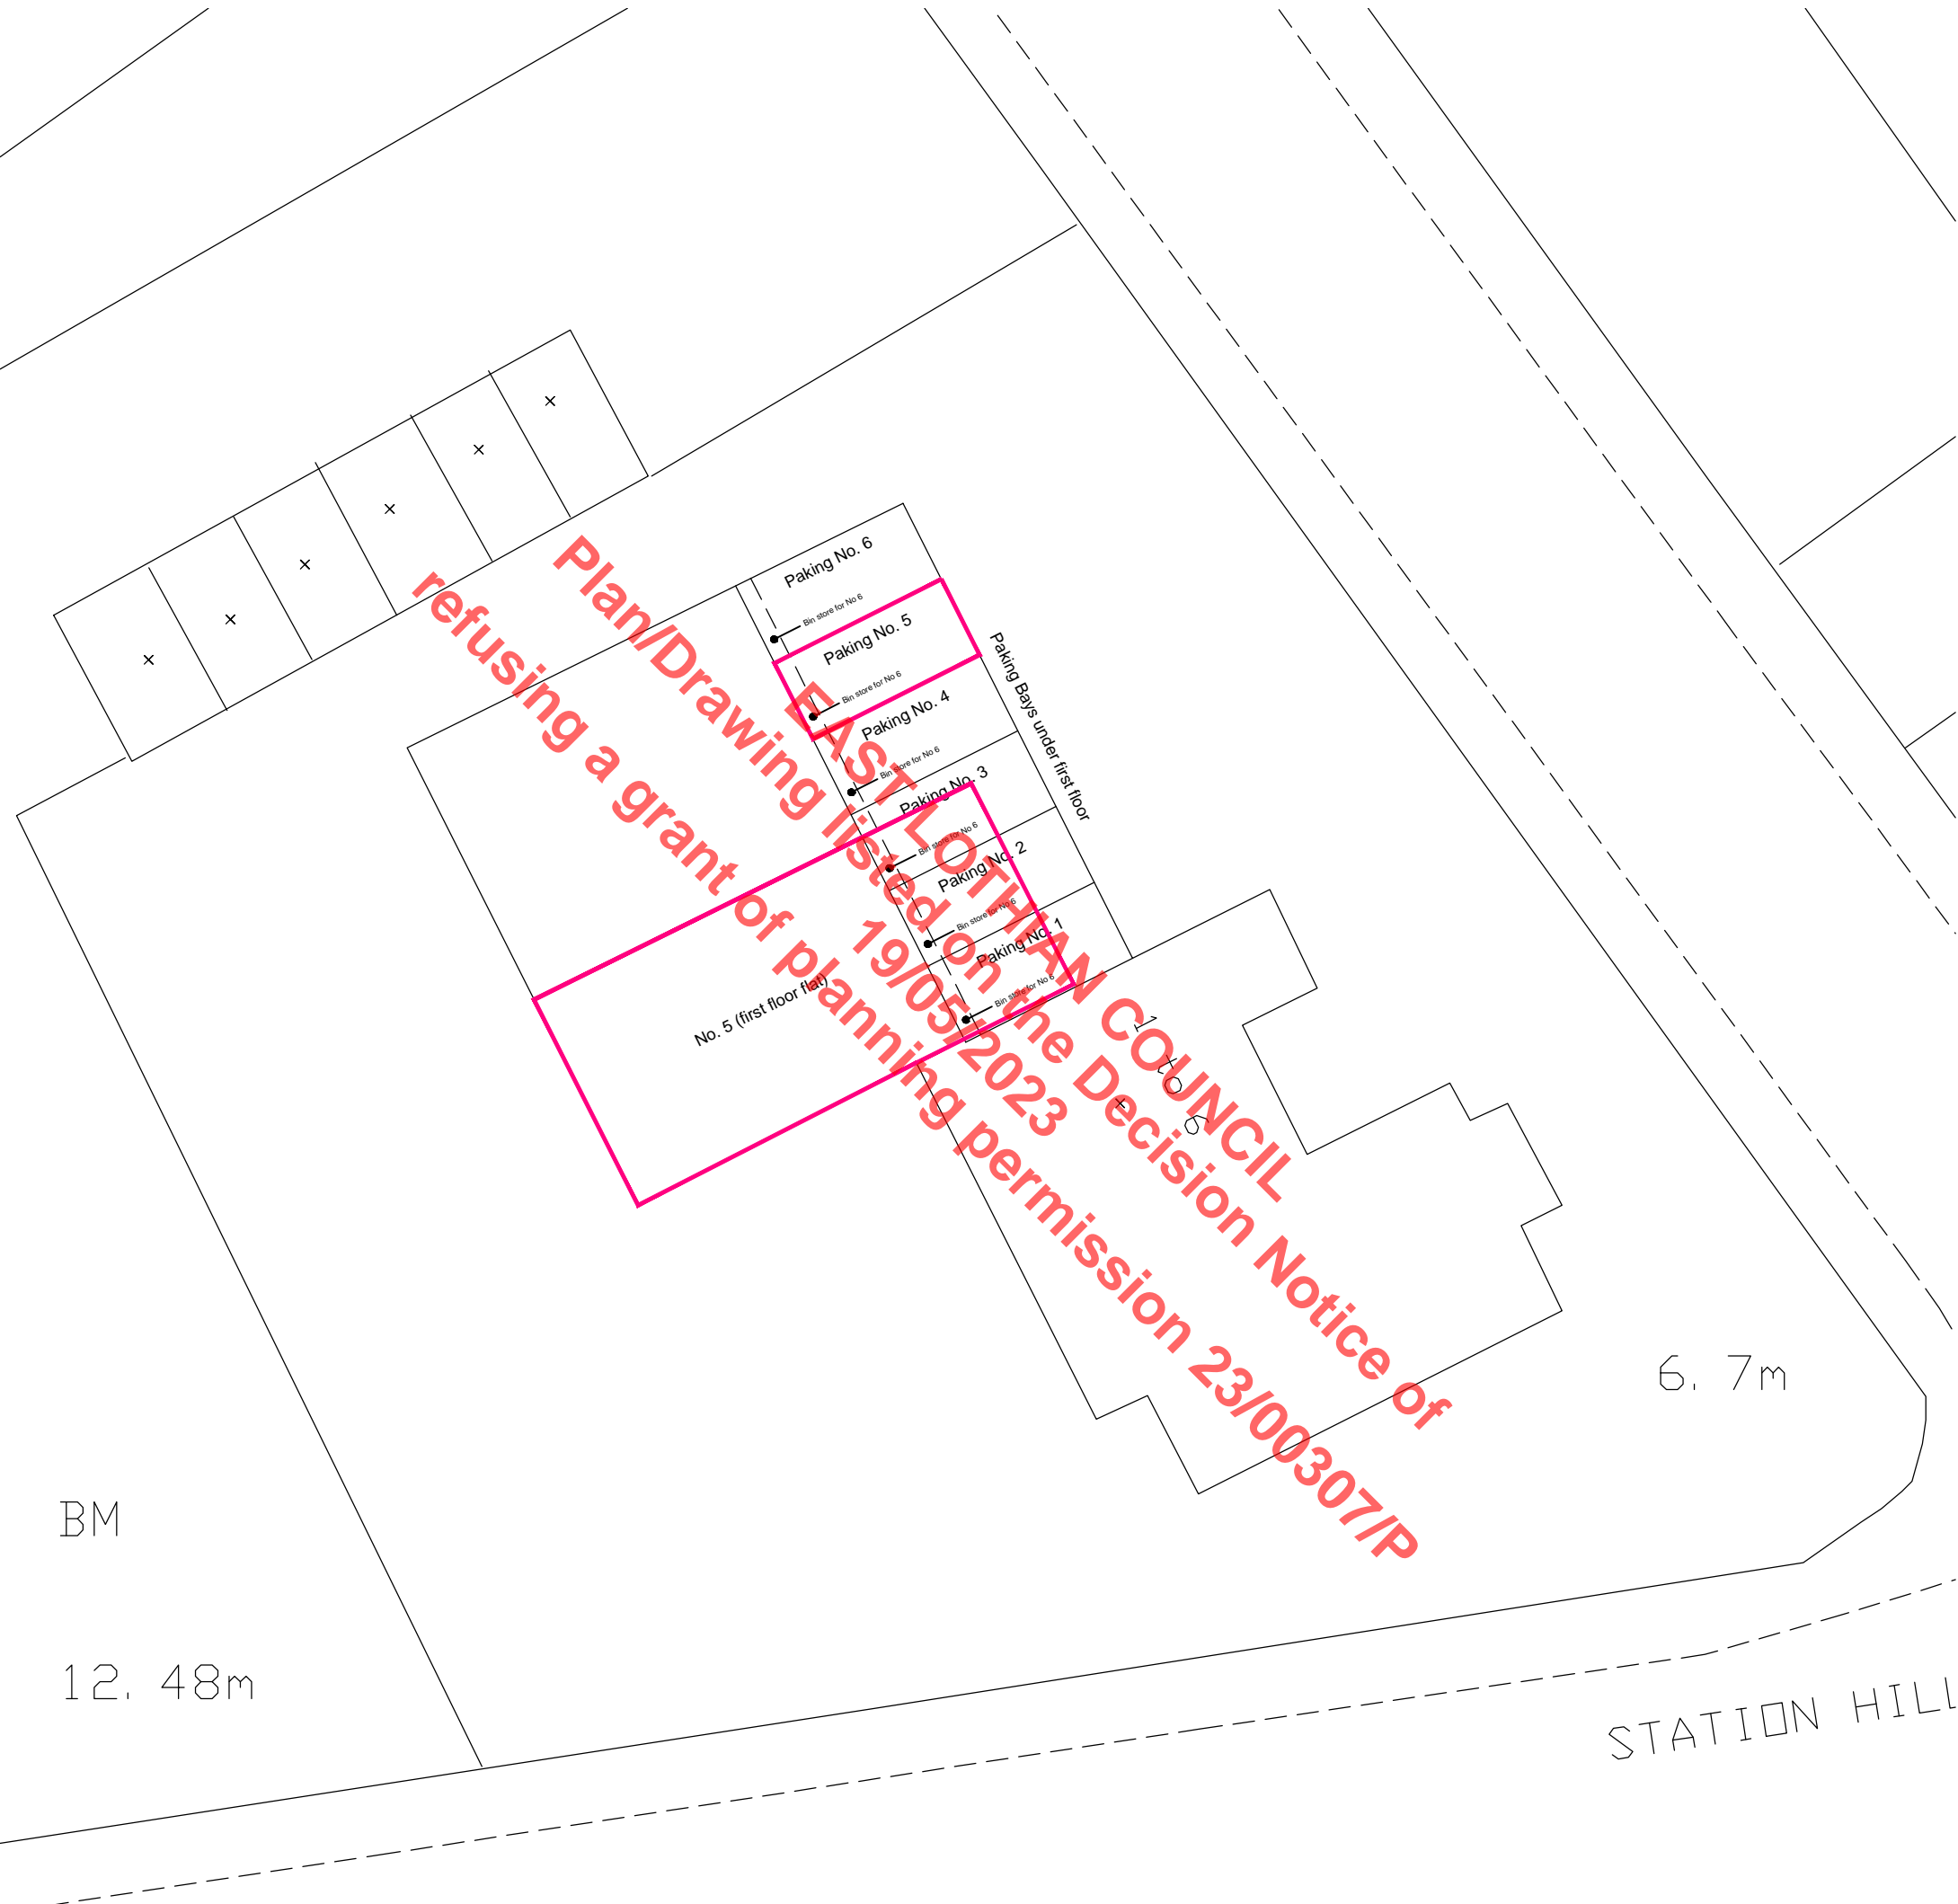 Paking No. 6
Bin store for No 6
Paking No. 5
Bin store for No 6
Paking No. 4
Bin store for No 6
Paking No. 3
Bin store for No 6
Paking No. 2
Bin store for No 6
Paking No. 1
Bin store for No 6
Paking Bays under first floor
No. 5 (first floor flat)
1 to 9
EAST LOTHIAN COUNCIL
Plan/Drawing listed on the Decision Notice of
19/05/2023
refusing a grant of planning permission 23/00307/P
6.7m
BM
12.48m
STATION HILL